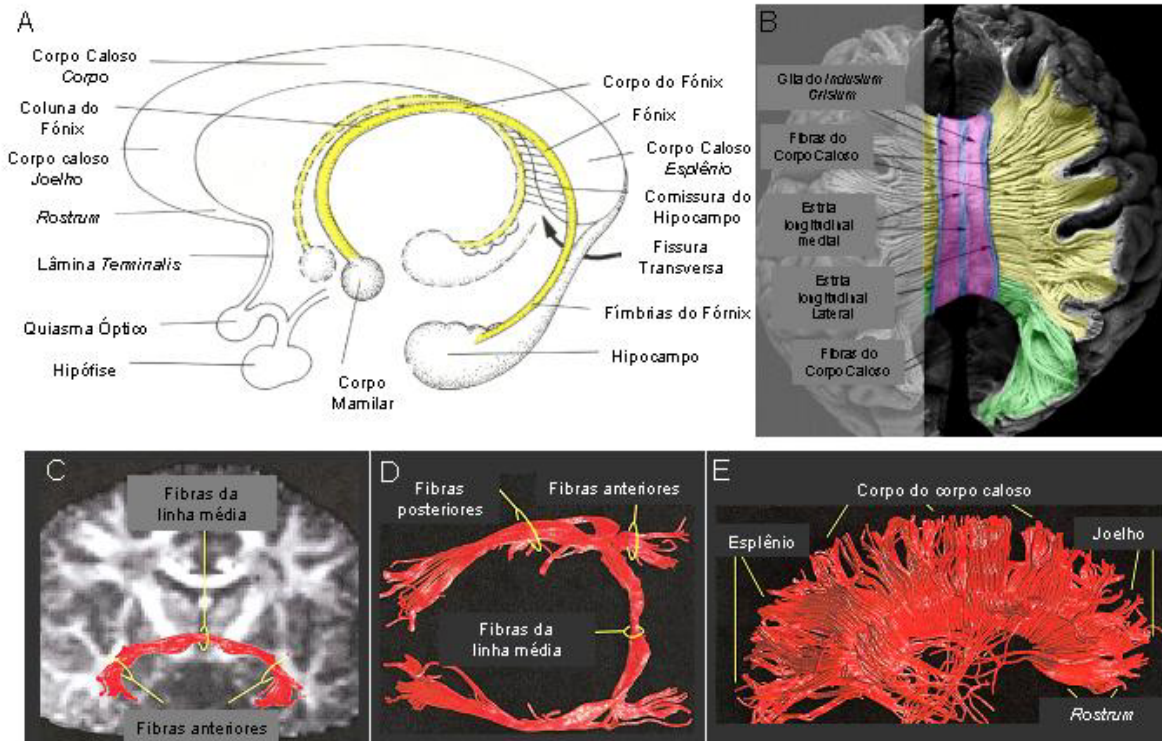 A
Corpo Caloso
Corpo
Coluna do
Fónix
Corpo caloso
Joelho
Rostrum
Lâmina Terminalis
Quiasma Óptico
Hipófise
Corpo
Mamilar
Corpo do Fónix
Fónix
Corpo Caloso
Esplênio
Comissura do
Hipocampo
Fissura
Transversa
Fímbrias do Fórnix
Hipocampo
B
Indusium
Grisium
Fibras do
Corpo Caloso
Estria
longitudinal
medial
Estria
longitudinal
Lateral
Fibras do
Corpo Caloso
C
Fibras da
linha média
Fibras anteriores
D
Fibras
posteriores
Fibras anteriores
Fibras da
linha média
E
Corpo do corpo caloso
Esplênio
Joelho
Rostrum